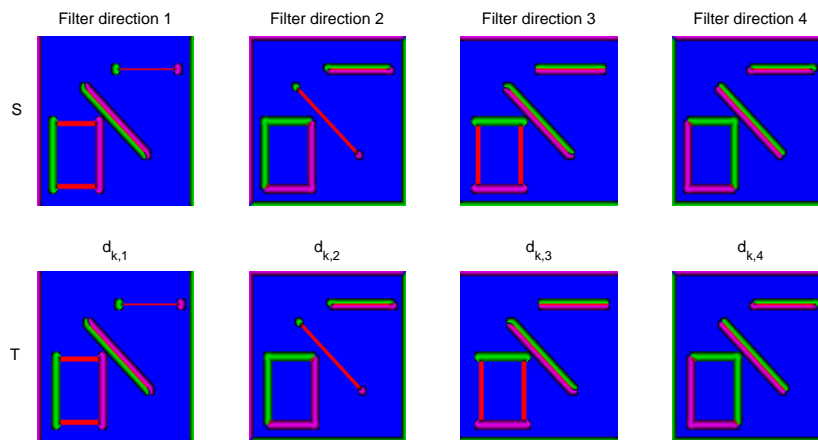 Filter direction 1 Filter direction 2 Filter direction 3 Filter direction 4
S
d_{k,1} d_{k,2} d_{k,3} d_{k,4}
T